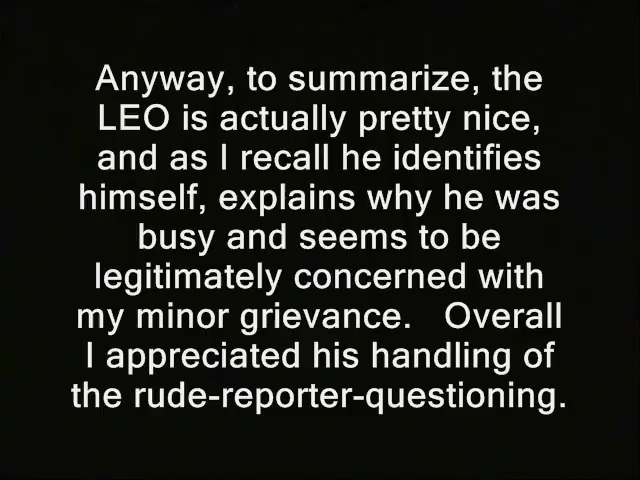 Anyway, to summarize, the
LEO is actually pretty nice,
and as I recall he identifies
himself, explains why he was
busy and seems to be
legitimately concerned with
my minor grievance.   Overall
I appreciated his handling of
the rude-reporter-questioning.